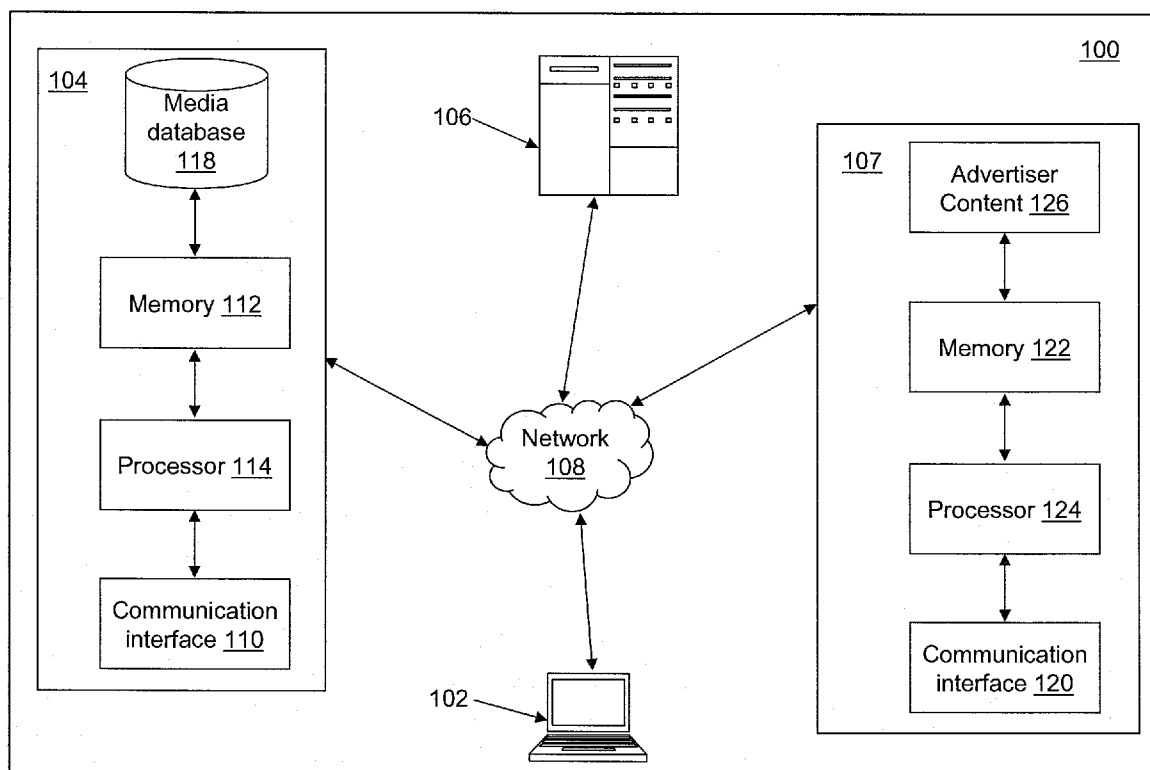 100
104
Media
database
118
Memory 112
Processor 114
Communication
interface 110
106
Network
108
102
107
Advertiser
Content 126
Memory 122
Processor 124
Communication
interface 120